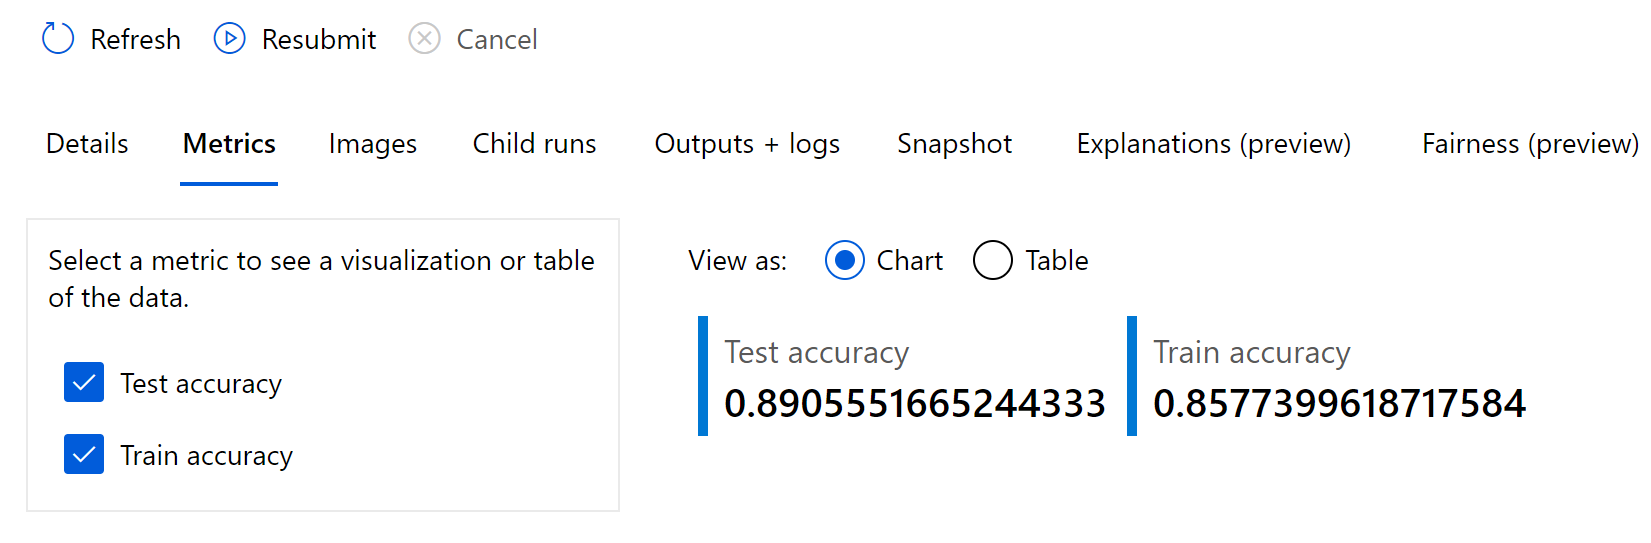 Refresh Resubmit Cancel
Details Metrics Images Child runs Outputs + logs Snapshot Explanations (preview) Fairness (preview)
Select a metric to see a visualization or table
of the data.
Test accuracy
Train accuracy
View as: Chart Table
Test accuracy
0.8905551665244333
Train accuracy
0.8577399618717584